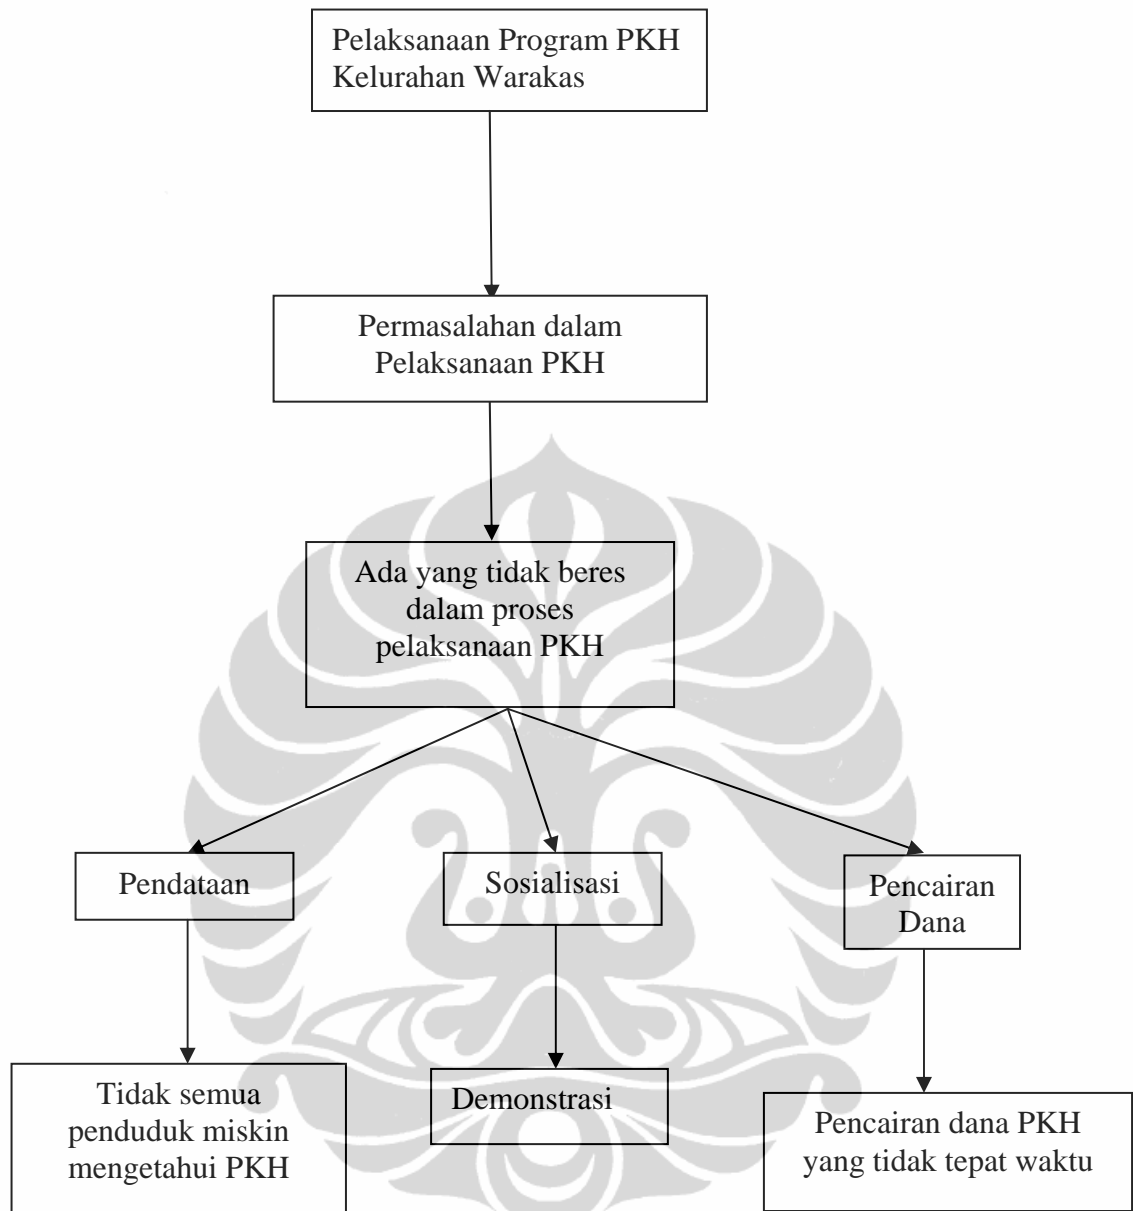 Pelaksanaan Program PKH
Kelurahan Warakas
Permasalahan dalam
Pelaksanaan PKH
Ada yang tidak beres
dalam proses
pelaksanaan PKH
Pendataan
Sosialisasi
Pencairan
Dana
Tidak semua
penduduk miskin
mengetahui PKH
Demonstrasi
Pencairan dana PKH
yang tidak tepat waktu